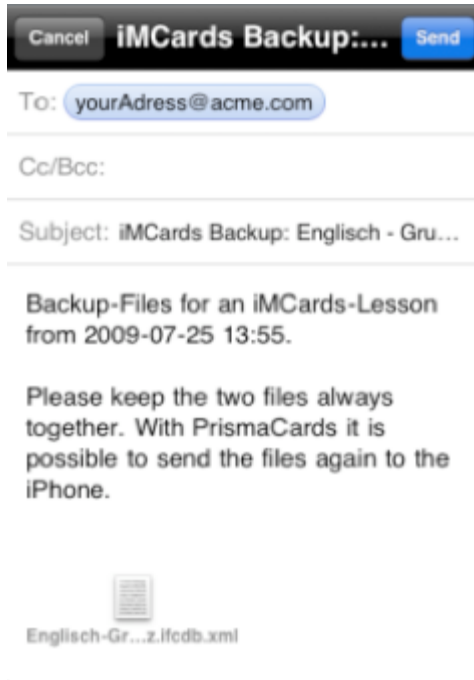 Cancel iMCards Backup:... Send
To: yourAdress@acme.com
Cc/Bcc:
Subject: iMCards Backup: Englisch - Gru...
Backup-Files for an iMCards-Lesson
from 2009-07-25 13:55.
Please keep the two files always
together. With PrismaCards it is
possible to send the files again to the
iPhone.
Englisch-Gr...z.ifcdb.xml